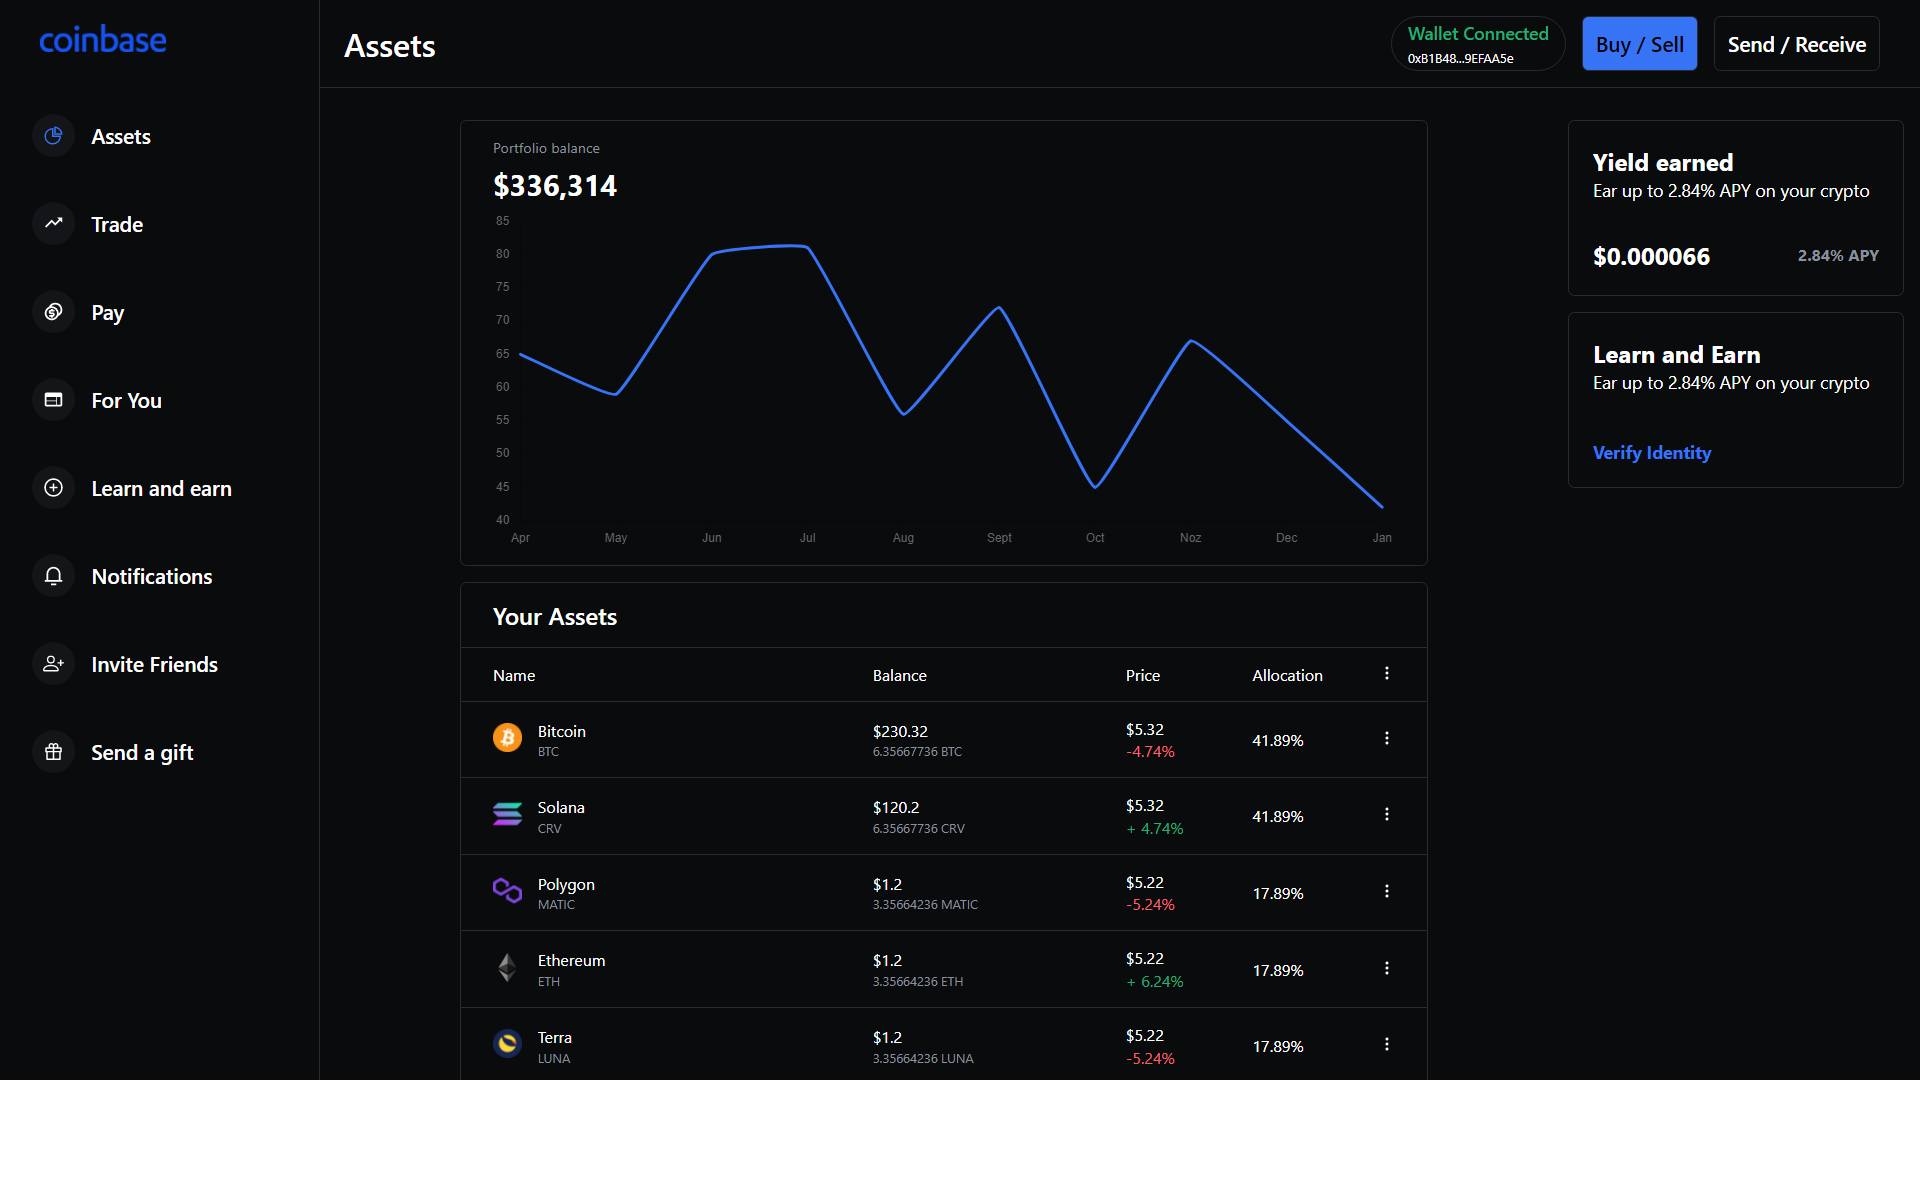 coinbase
Assets
Trade
Pay
For You
Learn and earn
Notifications
Invite Friends
Send a gift
Assets
Wallet Connected
0xB1B48...9EFAA5e
Buy / Sell
Send / Receive
Portfolio balance
$336,314
85
80
75
70
65
60
55
50
45
40
Apr May Jun Jul Aug Sept Oct Noz Dec Jan
Your Assets
Name Balance Price Allocation
Bitcoin $230.32 $5.32 41.89%
BTC 6.35667736 BTC -4.74%
Solana $120.2 $5.32 41.89%
CRV 6.35667736 CRV + 4.74%
Polygon $1.2 $5.22 17.89%
MATIC 3.35664236 MATIC -5.24%
Ethereum $1.2 $5.22 17.89%
ETH 3.35664236 ETH + 6.24%
Terra $1.2 $5.22 17.89%
LUNA 3.35664236 LUNA -5.24%
Yield earned
Ear up to 2.84% APY on your crypto
$0.000066 2.84% APY
Learn and Earn
Ear up to 2.84% APY on your crypto
Verify Identity